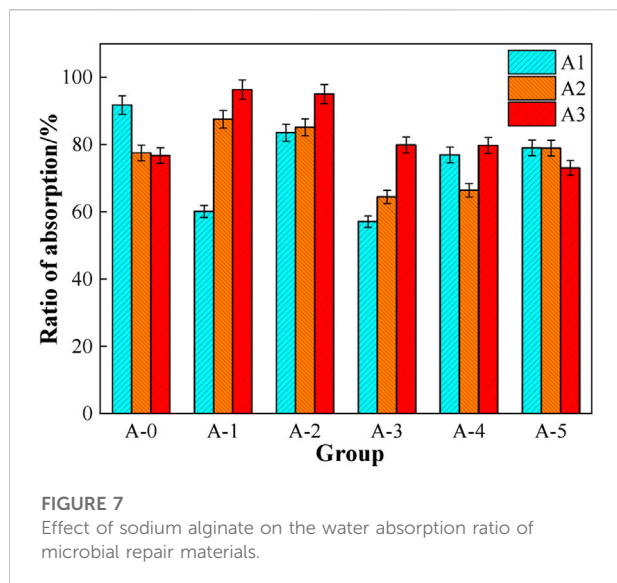 100
80
60
40
20
0
Ratio of absorption/%
A1
A2
A3
A-0 A-1 A-2 A-3 A-4 A-5
Group
FIGURE 7
Effect of sodium alginate on the water absorption ratio of
microbial repair materials.